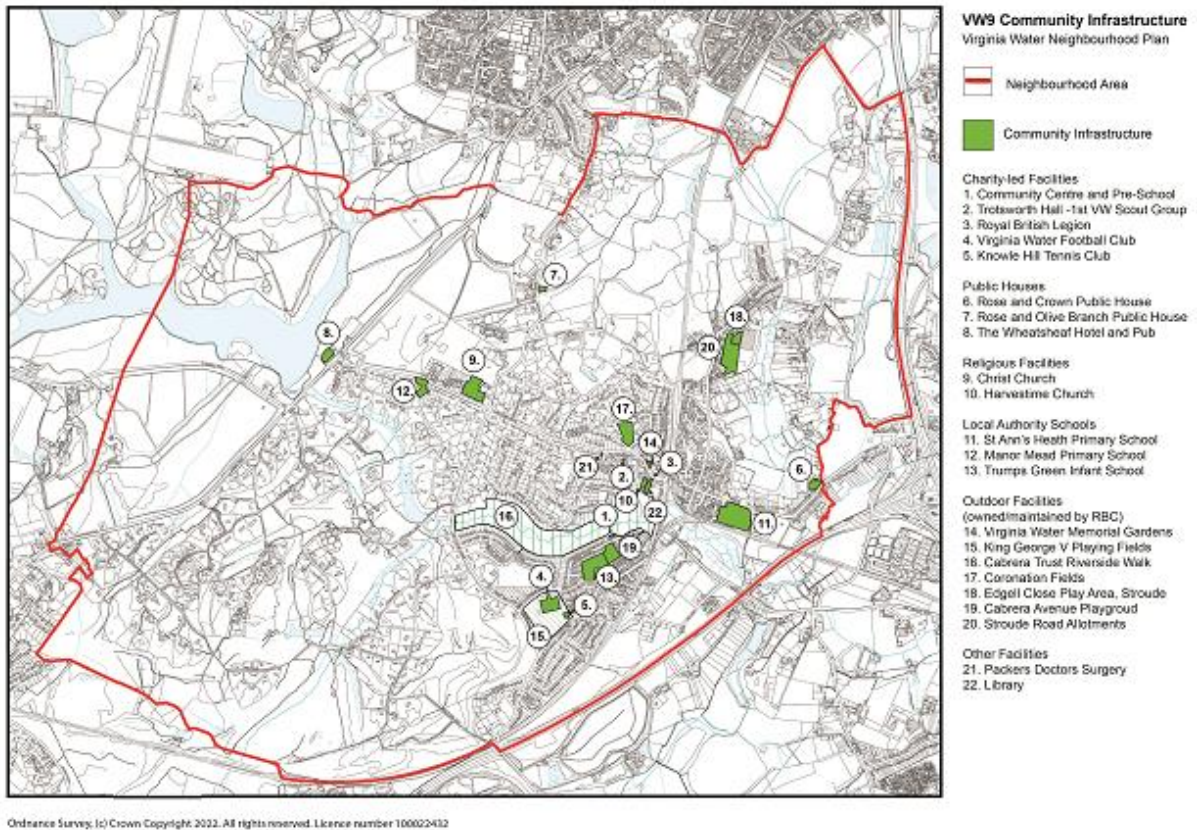 VW9 Community Infrastructure
Virginia Water Neighbourhood Plan
Neighbourhood Area
Community Infrastructure
Charity-led Facilities
1. Community Centre and Pre-School
2. Trotsworth Hall -1st VW Scout Group
3. Royal British Legion
4. Virginia Water Football Club
5. Knowle Hill Tennis Club
Public Houses
6. Rose and Crown Public House
7. Rose and Olive Branch Public House
8. The Wheatsheaf Hotel and Pub
Religious Facilities
9. Christ Church
10. Harvestime Church
Local Authority Schools
11. St Ann's Heath Primary School
12. Manor Mead Primary School
13. Trumps Green Infant School
Outdoor Facilities
(owned/maintained by RBC)
14. Virginia Water Memorial Gardens
15. King George V Playing Fields
16. Cabrera Trust Riverside Walk
17. Coronation Fields
18. Edgell Close Play Area, Stroude
19. Cabrera Avenue Playgroud
20. Stroude Road Allotments
Other Facilities
21. Packers Doctors Surgery
22. Library
7.
18.
8.
20.
9.
12.
17.
14.
21.
3.
2.
6.
10.
22.
16.
1.
11.
19.
4.
13.
5.
15.
Ordnance Survey, (c) Crown Copyright 2022. All rights reserved. Licence number 100022432